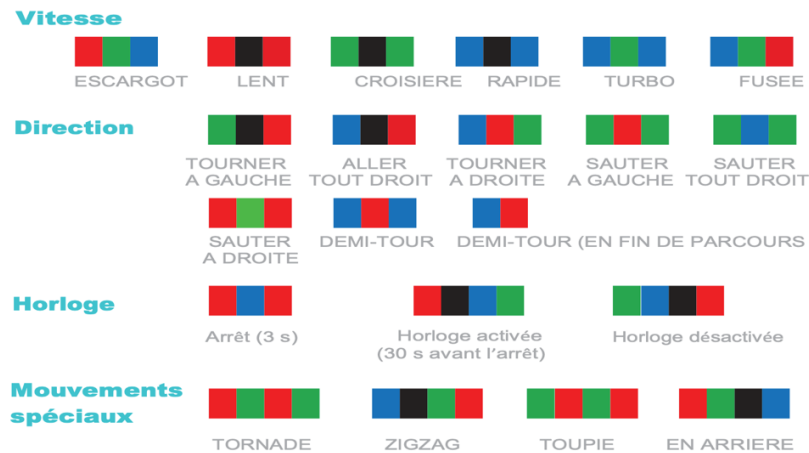 Vitesse
ESCARGOT LENT CROISIERE RAPIDE TURBO FUSEE
Direction
TOURNER ALLER TOURNER SAUTER SAUTER
A GAUCHE TOUT DROIT A DROITE A GAUCHE TOUT DROIT
SAUTER DEMI-TOUR DEMI-TOUR (EN FIN DE PARCOURS
A DROITE
Horloge
Arrêt (3 s) Horloge activée Horloge désactivée
(30 s avant l'arrêt)
Mouvements
spéciaux
TORNADE ZIGZAG TOUPIE EN ARRIERE